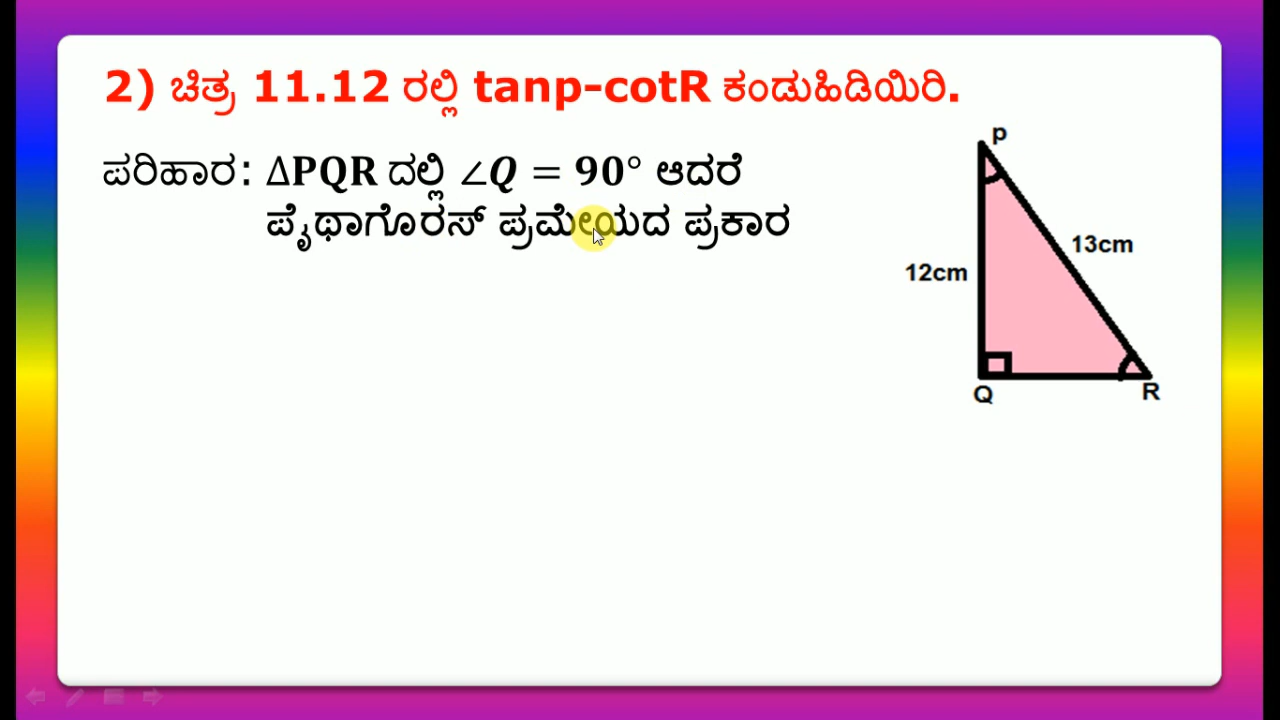 2) ಚಿತ್ರ 11.12 ರಲ್ಲಿ tanp-cotR ಕಂಡುಹಿಡಿಯಿರಿ.
ಪರಿಹಾರ: ΔPQR ದಲ್ಲಿ ∠Q = 90° ಆದರೆ
ಪೈಥಾಗೊರಸ್ ಪ್ರಮೇಯದ ಪ್ರಕಾರ
p
13cm
12cm
Q
R